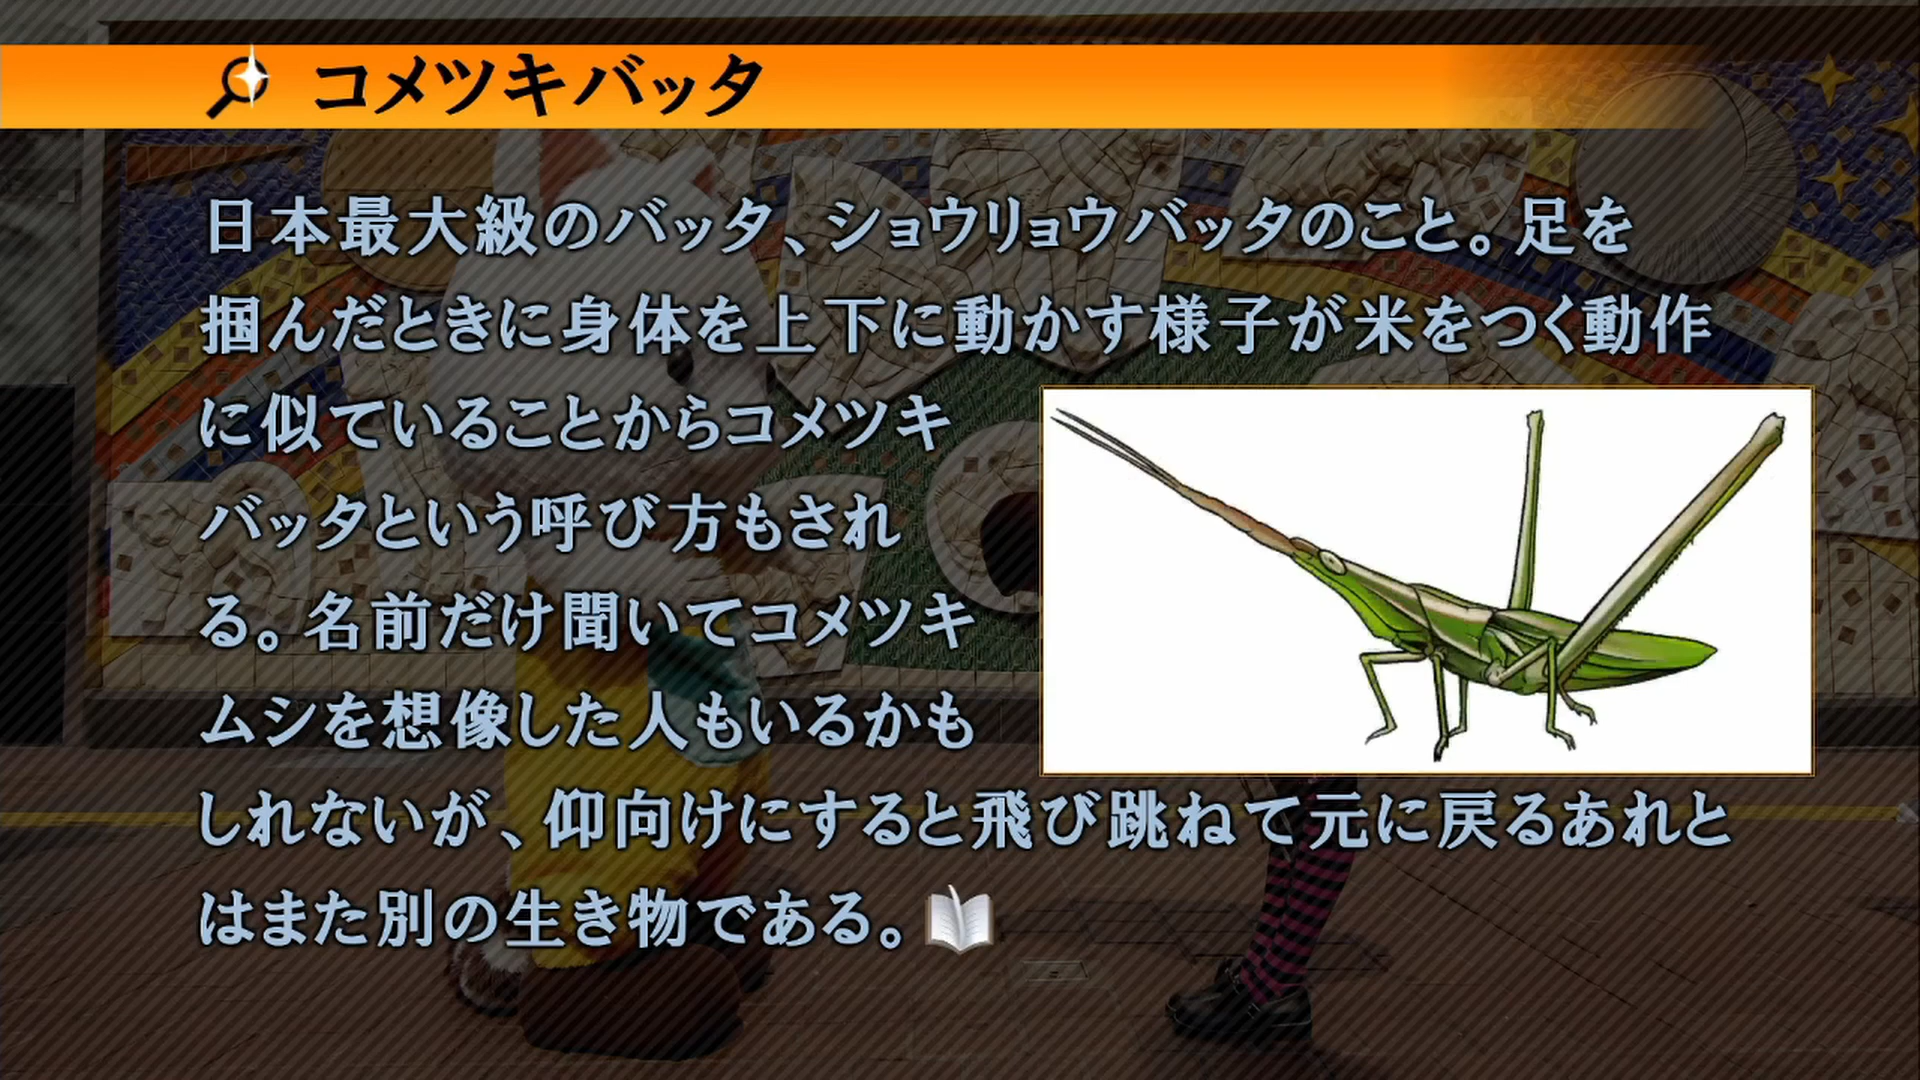 コメツキバッタ
日本最大級のバッタ、ショウリョウバッタのこと。足を
掴んだときに身体を上下に動かす様子が米をつく動作
に似ていることからコメツキ
バッタという呼び方もされ
る。名前だけ聞いてコメツキ
ムシを想像した人もいるかも
しれないが、仰向けにすると飛び跳ねて元に戻るあれと
はまた別の生き物である。